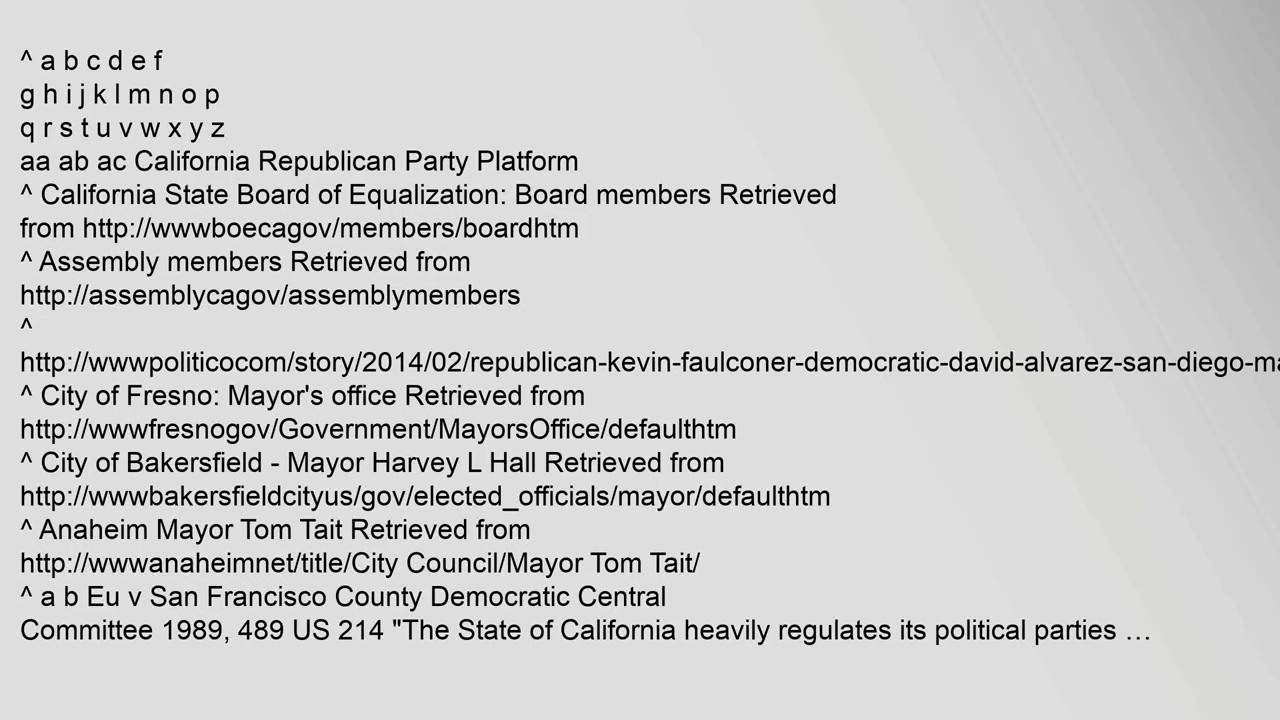 ^ a b c d e f
g h i j k l m n o p
q r s t u v w x y z
aa ab ac California Republican Party Platform
^ California State Board of Equalization: Board members Retrieved
from http://wwwboecagov/members/boardhtm
^ Assembly members Retrieved from
http://assemblycagov/assemblymembers
^
http://wwwpoliticocom/story/2014/02/republican-kevin-faulconer-democratic-david-alvarez-san-diego-ma
^ City of Fresno: Mayor's office Retrieved from
http://wwwfresnogov/Government/MayorsOffice/defaulthtm
^ City of Bakersfield - Mayor Harvey L Hall Retrieved from
http://wwwbakersfieldcityus/gov/elected_officials/mayor/defaulthtm
^ Anaheim Mayor Tom Tait Retrieved from
http://wwwanaheimnet/title/City Council/Mayor Tom Tait/
^ a b Eu v San Francisco County Democratic Central
Committee 1989, 489 US 214 "The State of California heavily regulates its political parties …